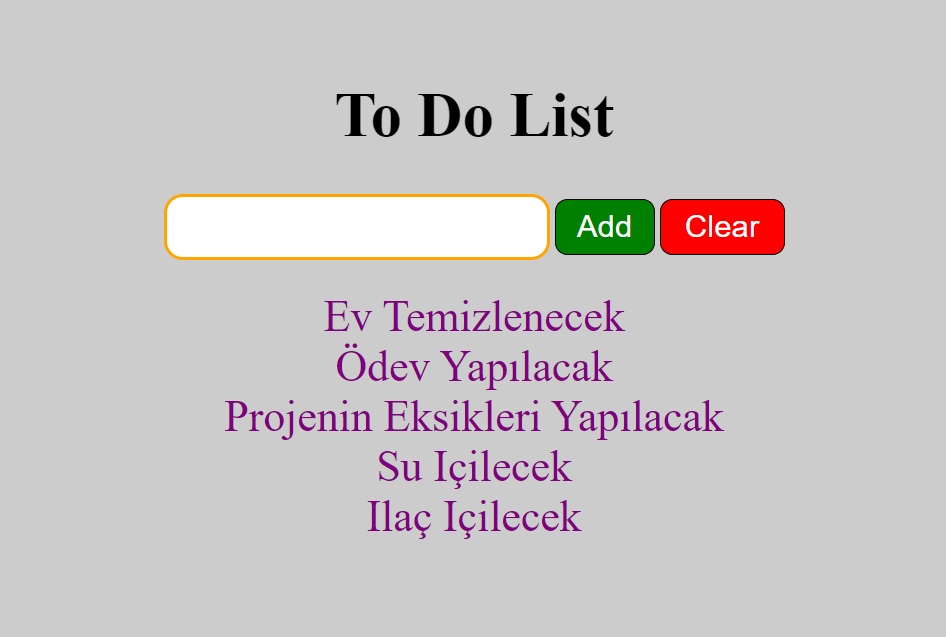 To Do List
Add Clear
Ev Temizlenecek
Ödev Yapılacak
Projenin Eksikleri Yapılacak
Su Içilecek
Ilaç Içilecek